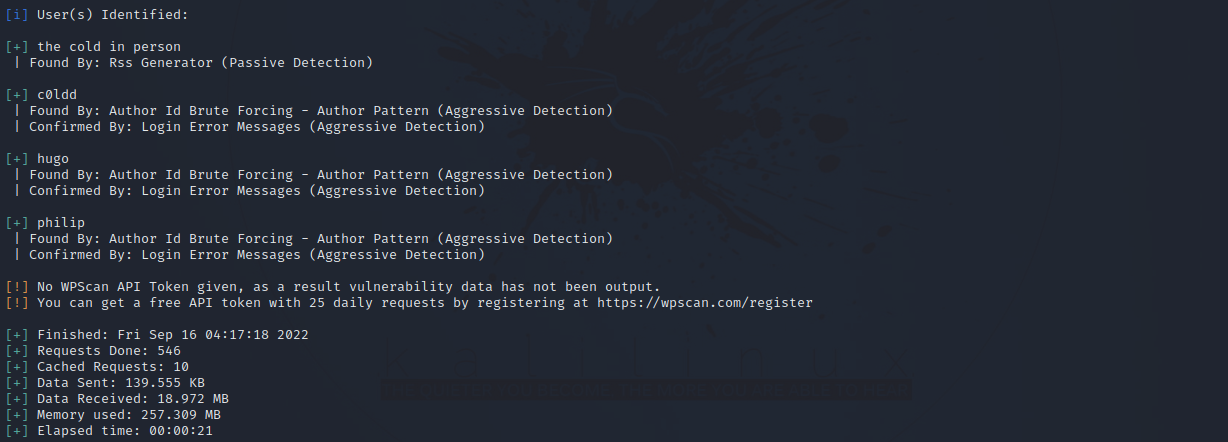 [i] User(s) Identified:
[+] the cold in person
| Found By: Rss Generator (Passive Detection)
[+] c0ldd
| Found By: Author Id Brute Forcing - Author Pattern (Aggressive Detection)
| Confirmed By: Login Error Messages (Aggressive Detection)
[+] hugo
| Found By: Author Id Brute Forcing - Author Pattern (Aggressive Detection)
| Confirmed By: Login Error Messages (Aggressive Detection)
[+] philip
| Found By: Author Id Brute Forcing - Author Pattern (Aggressive Detection)
| Confirmed By: Login Error Messages (Aggressive Detection)
[!] No WPScan API Token given, as a result vulnerability data has not been output.
[!] You can get a free API token with 25 daily requests by registering at https://wpscan.com/register
[+] Finished: Fri Sep 16 04:17:18 2022
[+] Requests Done: 546
[+] Cached Requests: 10
[+] Data Sent: 139.555 KB
[+] Data Received: 18.972 MB
[+] Memory used: 257.309 MB
[+] Elapsed time: 00:00:21